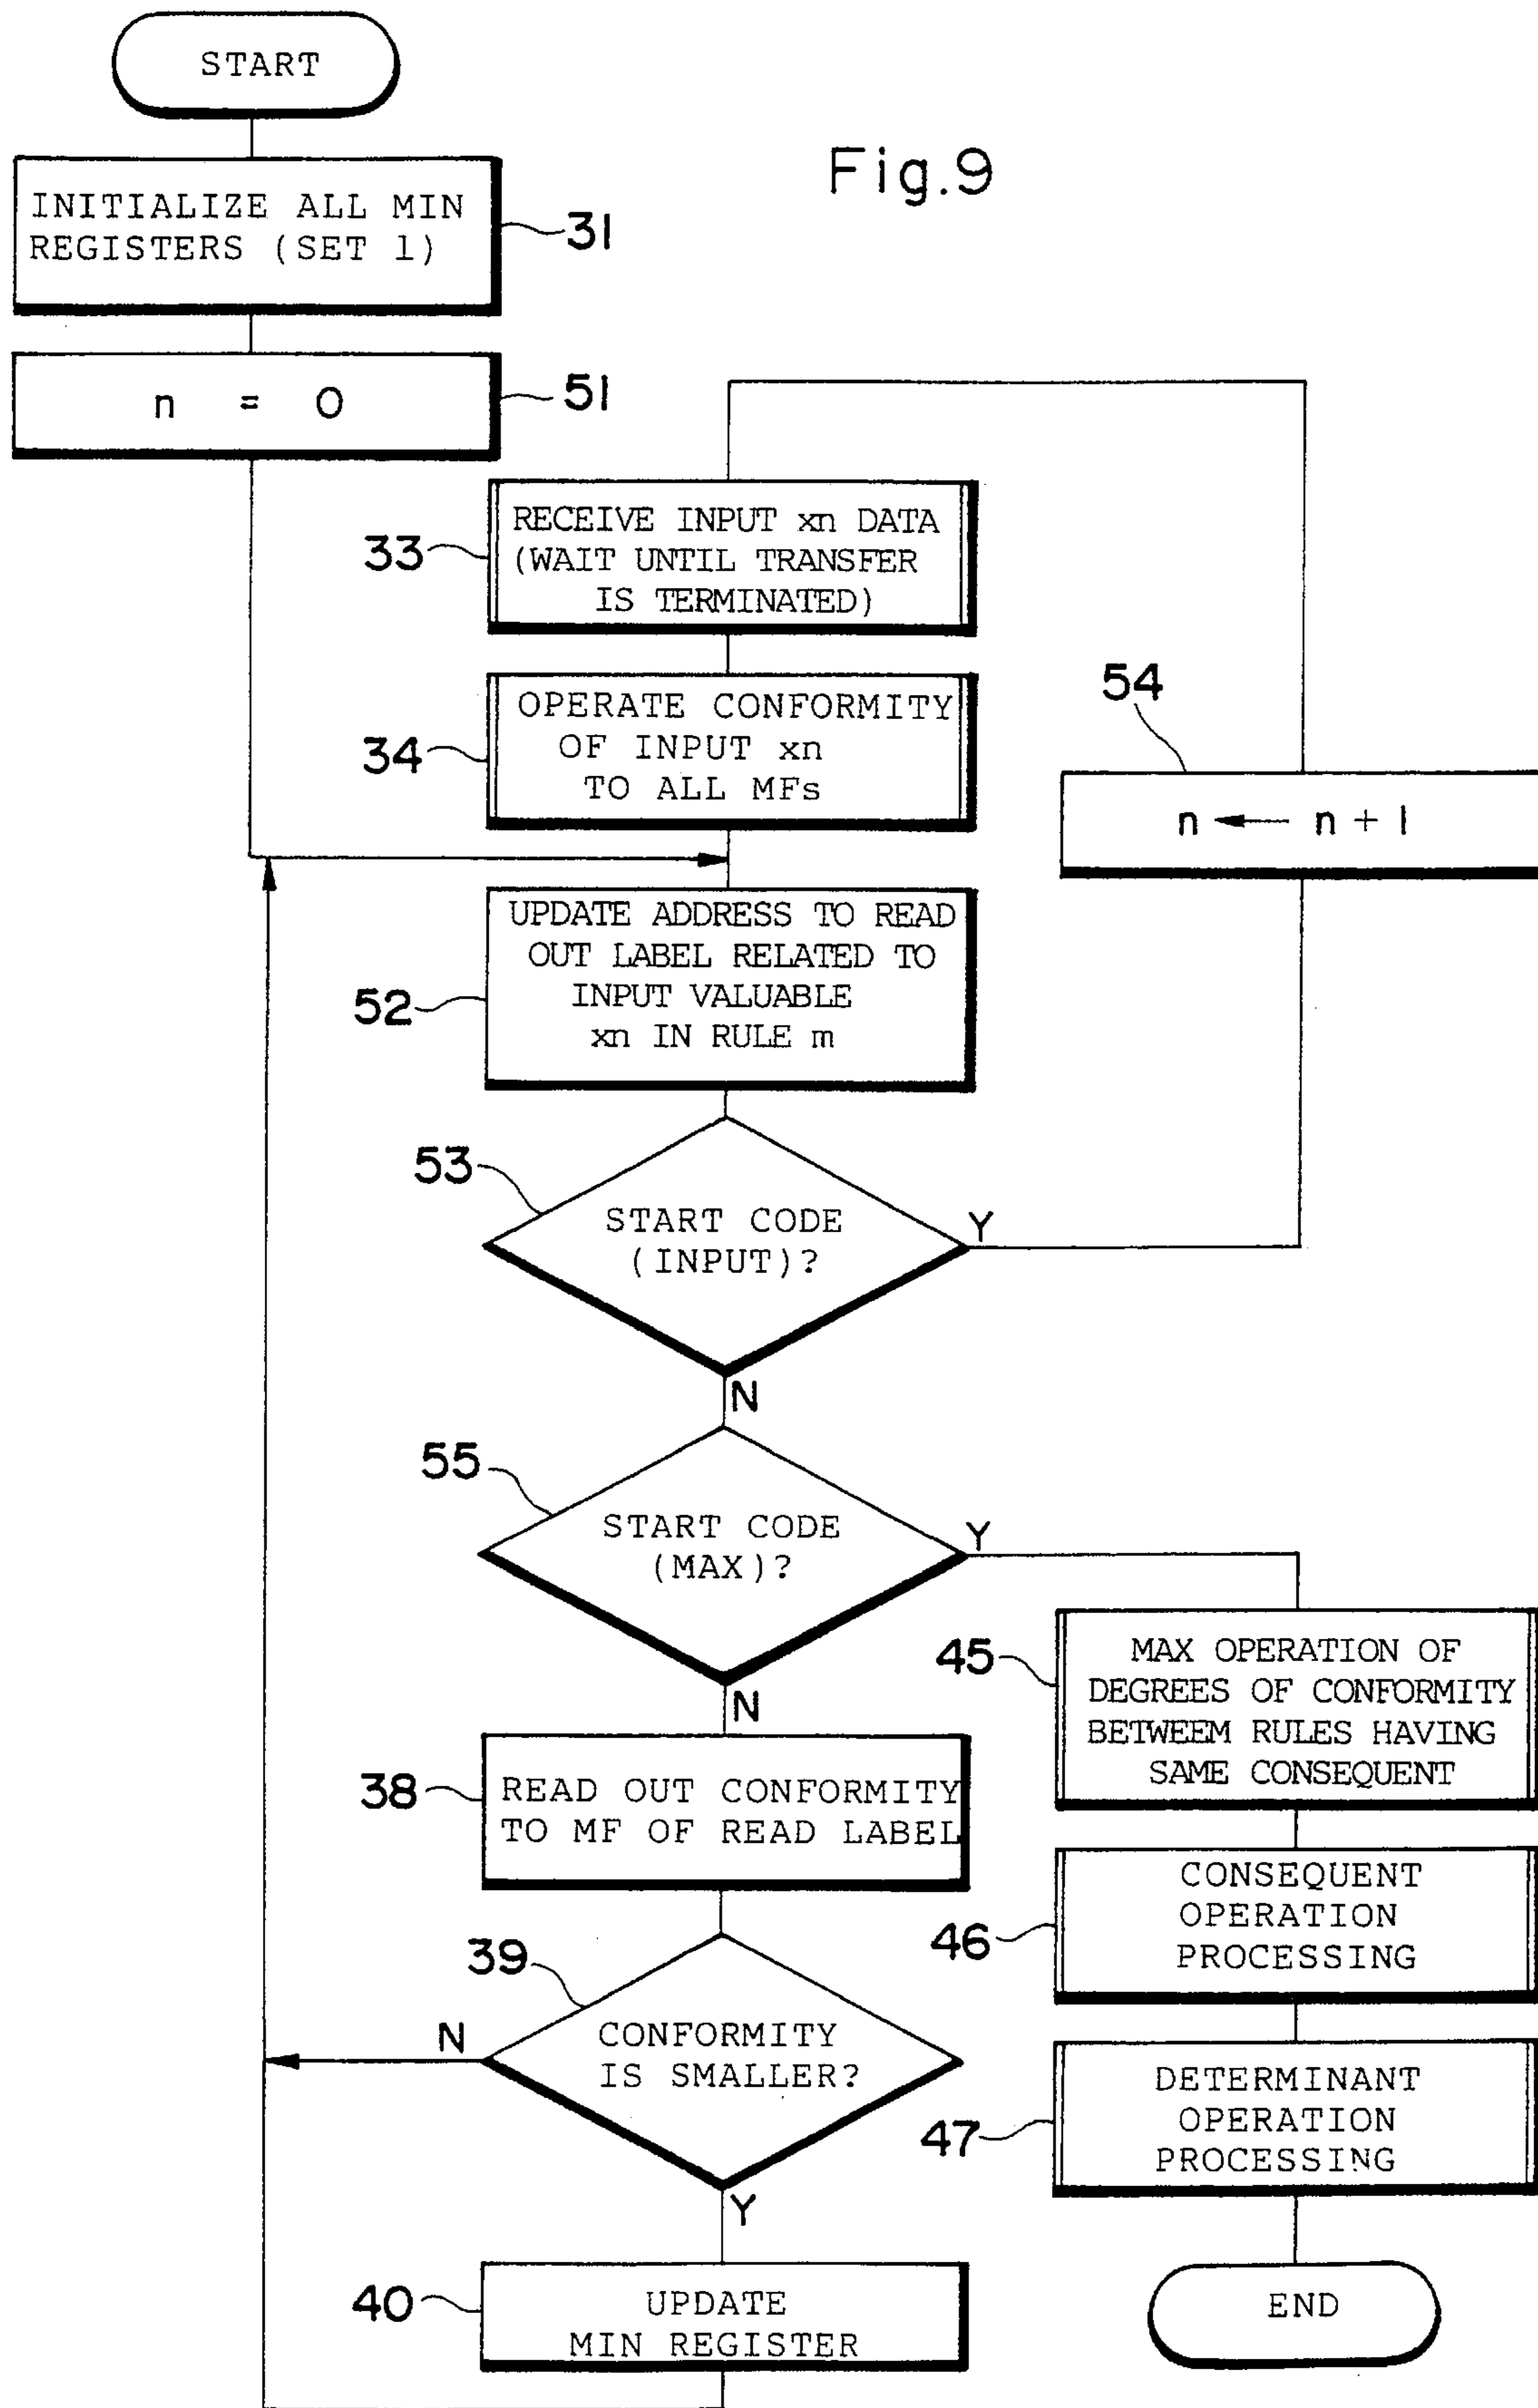 START
Fig.9
INITIALIZE ALL MIN
REGISTERS (SET 1)
31
n = 0
51
RECEIVE INPUT xn DATA
(WAIT UNTIL TRANSFER
IS TERMINATED)
33
OPERATE CONFORMITY
OF INPUT xn
TO ALL MFs
34
54
n ← n + 1
UPDATE ADDRESS TO READ
OUT LABEL RELATED TO
INPUT VALUABLE
xn IN RULE m
52
53
START CODE
(INPUT)?
Y
N
55
START CODE
(MAX)?
Y
N
45
MAX OPERATION OF
DEGREES OF CONFORMITY
BETWEEM RULES HAVING
SAME CONSEQUENT
38
READ OUT CONFORMITY
TO MF OF READ LABEL
46
CONSEQUENT
OPERATION
PROCESSING
39
CONFORMITY
IS SMALLER?
N
Y
47
DETERMINANT
OPERATION
PROCESSING
40
UPDATE
MIN REGISTER
END